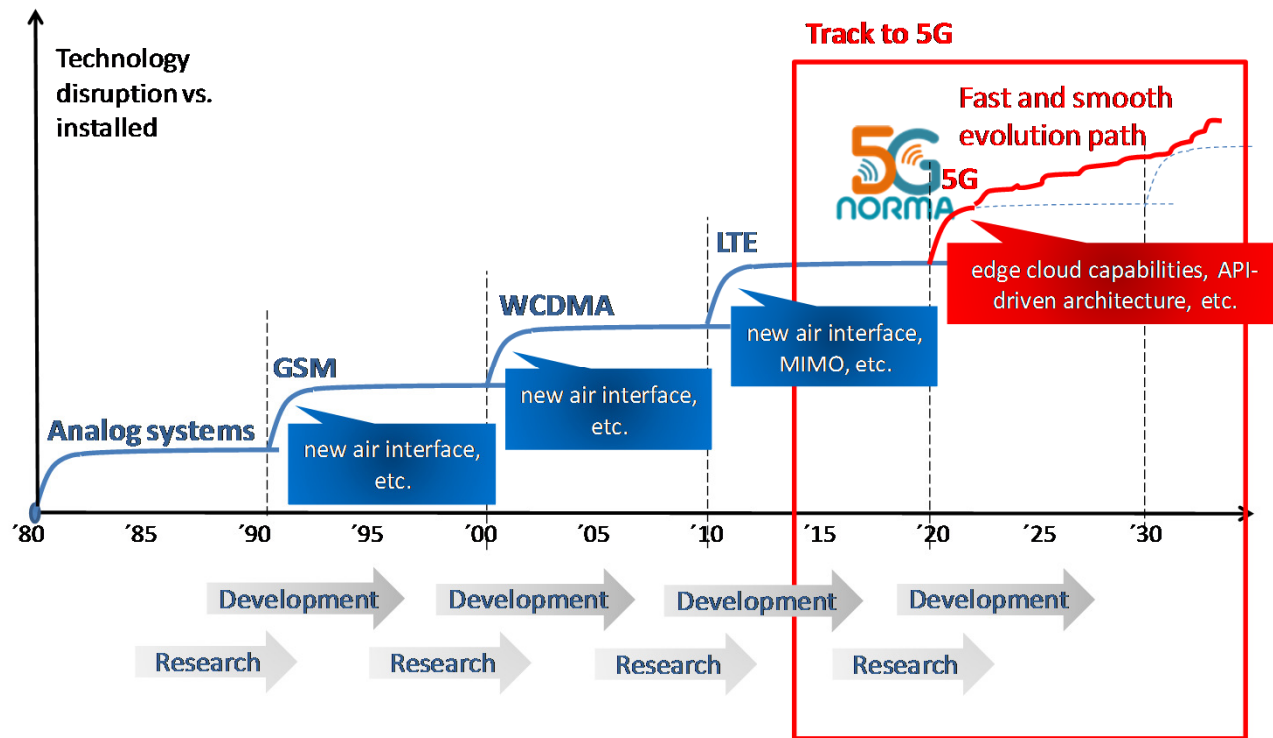 Track to 5G
Technology
disruption vs.
installed
Fast and smooth
evolution path
5G
NORMA
5G
LTE
edge cloud capabilities, API-
driven architecture, etc.
WCDMA
new air interface,
MIMO, etc.
GSM
new air interface,
etc.
Analog systems
new air interface,
etc.
´80
´85
´90
´95
´00
´05
´10
´15
´20
´25
´30
Development
Development
Development
Development
Research
Research
Research
Research